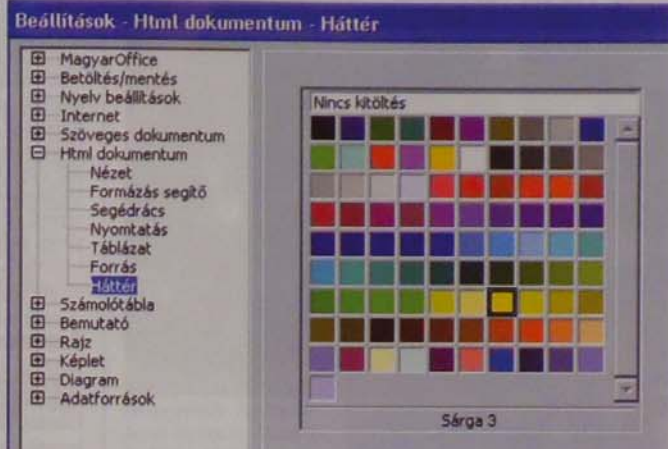 Beállítások - Html dokumentum - Háttér
MagyarOffice
Betöltés/mentés
Nyelv beállítások
Internet
Szöveges dokumentum
Html dokumentum
Nézet
Formázás segítő
Segédrács
Nyomtatás
Táblázat
Forrás
Háttér
Számolótábla
Bemutató
Rajz
Képlet
Diagram
Adatforrások
Nincs kitöltés
Sárga 3